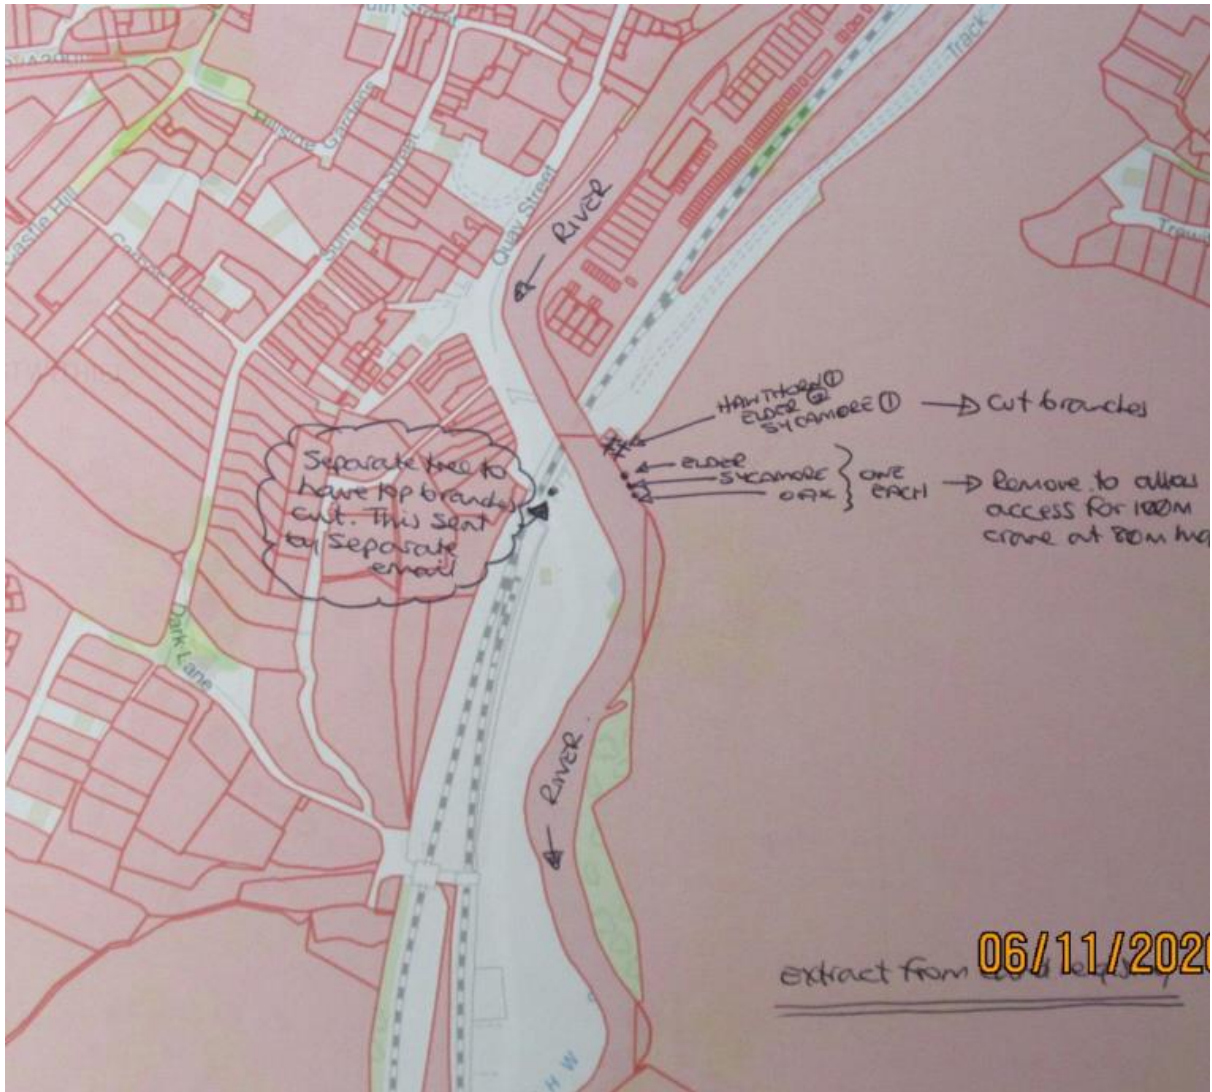 Gardens
Castle Hill
Quay Street
Track
RIVER
HAWTHORN ①
ELDER ②
SYCAMORE ①
Cut branches
ELDER
SYCAMORE
OAK
ONE
EACH
Remove to allow
access for 100M
crane at 80M
Separate tree to
have top branches
cut. This sent
by separate
email
Dark Lane
RIVER.
H W
06/11/2020
extract from